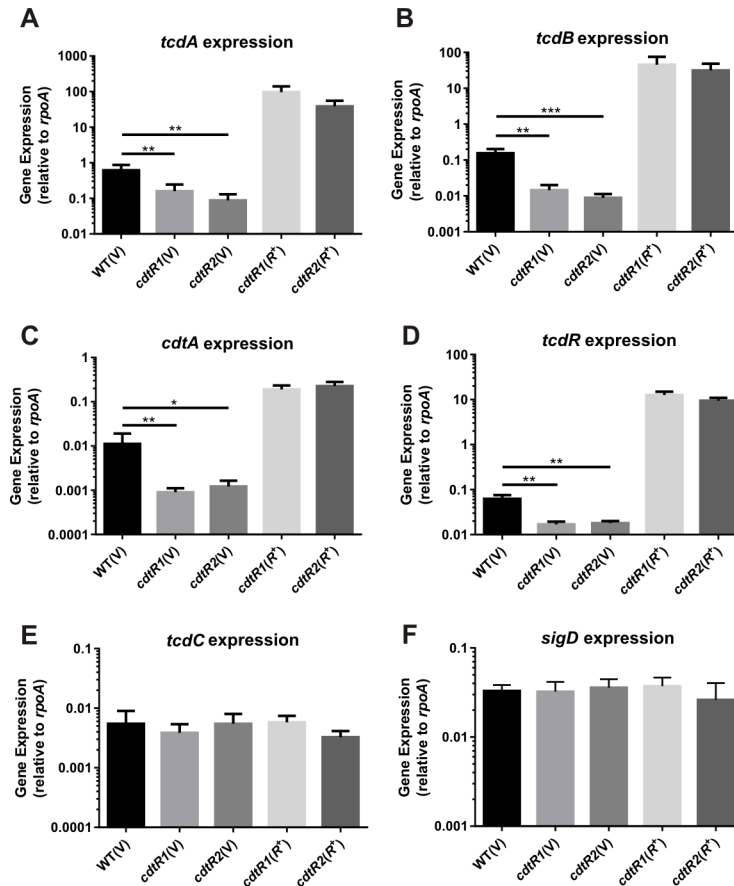 A
tcdA expression
Gene Expression
(relative to rpoA)
1000
100
10
1
0.1
0.01
**
**
WT(V)
cdtR1(V)
cdtR2(V)
cdtR1(R+)
cdtR2(R+)
B
tcdB expression
Gene Expression
(relative to rpoA)
100
10
1
0.1
0.01
0.001
***
**
WT(V)
cdtR1(V)
cdtR2(V)
cdtR1(R+)
cdtR2(R+)
C
cdtA expression
Gene Expression
(relative to rpoA)
1
0.1
0.01
0.001
0.0001
*
**
WT(V)
cdtR1(V)
cdtR2(V)
cdtR1(R+)
cdtR2(R+)
D
tcdR expression
Gene Expression
(relative to rpoA)
100
10
1
0.1
0.01
**
**
WT(V)
cdtR1(V)
cdtR2(V)
cdtR1(R+)
cdtR2(R+)
E
tcdC expression
Gene Expression
(relative to rpoA)
0.1
0.01
0.001
0.0001
WT(V)
cdtR1(V)
cdtR2(V)
cdtR1(R+)
cdtR2(R+)
F
sigD expression
Gene Expression
(relative to rpoA)
0.1
0.01
0.001
WT(V)
cdtR1(V)
cdtR2(V)
cdtR1(R+)
cdtR2(R+)